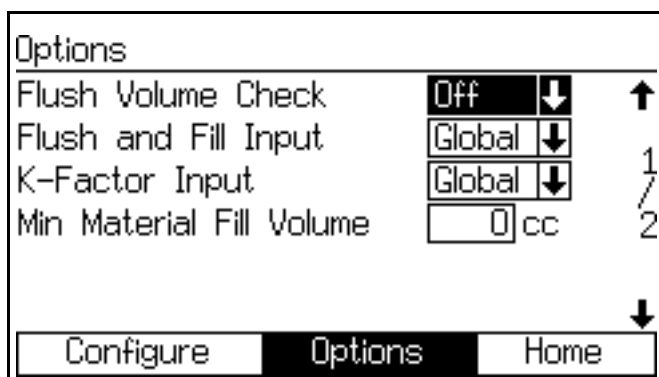 Options
Flush Volume Check Off
Flush and Fill Input Global
K-Factor Input Global
Min Material Fill Volume 0 cc
1/2
Configure Options Home